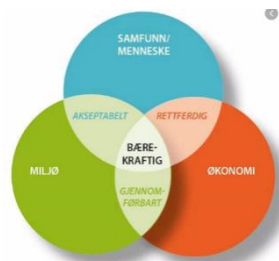 SAMFUNN/
MENNESKE
AKSEPTABELT
RETTFERDIG
BÆRE-
KRAFTIG
MILJØ
ØKONOMI
GJENNOM-
FØRBART